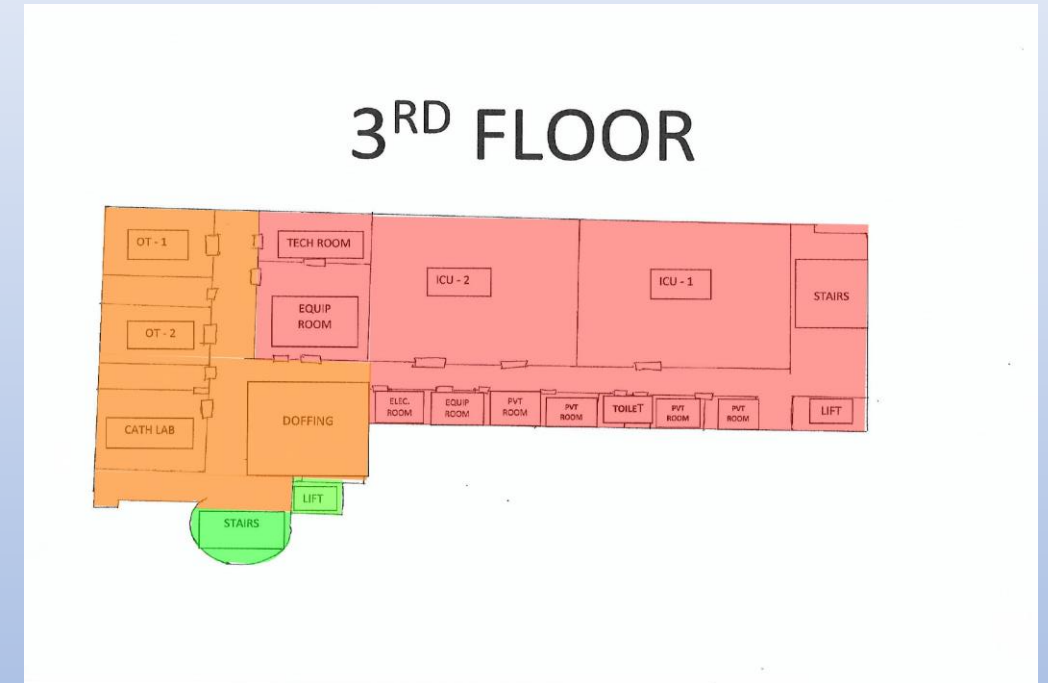 3RD FLOOR
OT - 1
TECH ROOM
ICU - 2
ICU - 1
STAIRS
EQUIP
ROOM
OT - 2
ELEC.
ROOM
EQUIP
ROOM
PVT
ROOM
PVT
ROOM
TOILET
PVT
ROOM
PVT
ROOM
LIFT
DOFFING
CATH LAB
LIFT
STAIRS